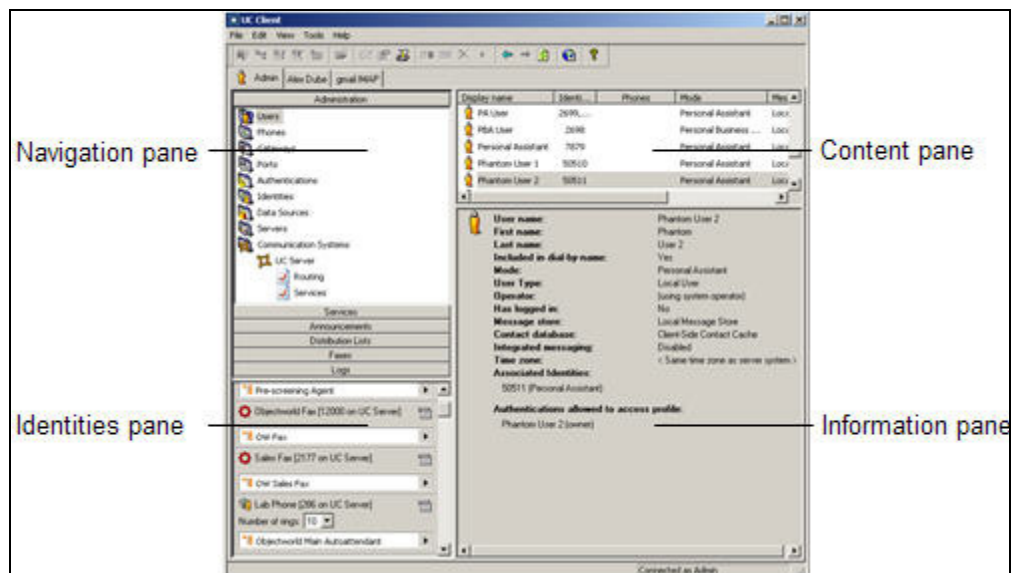 UC Client
File Edit View Tools Help
Admin Alex Dube gmail IMAP
Administration
Users
Phones
Gateways
Ports
Authentications
Identities
Data Sources
Servers
Communication Systems
UC Server
Routing
Services
Services
Announcements
Distribution Lists
Faxes
Logs
Display name Identi... Phones Mode Mes
PA User 2699,... Personal Assistant Loca
PBA User 2698 Personal Business ... Loca
Personal Assistant 7879 Personal Assistant Loca
Phantom User 1 50510 Personal Assistant Loca
Phantom User 2 50511 Personal Assistant Loca
User name: Phantom User 2
First name: Phantom
Last name: User 2
Included in dial by name: Yes
Mode: Personal Assistant
User Type: Local User
Operator: (using system operator)
Has logged in: No
Message store: Local Message Store
Contact database: Client-Side Contact Cache
Integrated messaging: Disabled
Time zone: < Same time zone as server system >
Associated Identities:
50511 (Personal Assistant)
Authentications allowed to access profile:
Phantom User 2 (owner)
Pre-screening Agent
Objectworld Fax [12000 on UC Server]
OW Fax
Sales Fax [2177 on UC Server]
OW Sales Fax
Lab Phone [286 on UC Server]
Number of rings: 10
Objectworld Main Autoattendant
Connected as Admin
Navigation pane
Content pane
Identities pane
Information pane